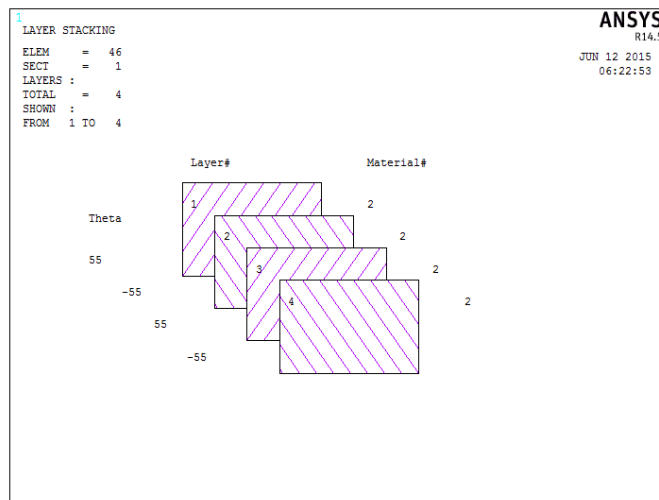 1
LAYER STACKING
ANSYS
R14.5
ELEM = 46
SECT = 1
LAYERS :
TOTAL = 4
SHOWN :
FROM 1 TO 4
JUN 12 2015
06:22:53
Layer# Material#
Theta
1 2
2 2
55 3 2
-55 4 2
55
-55